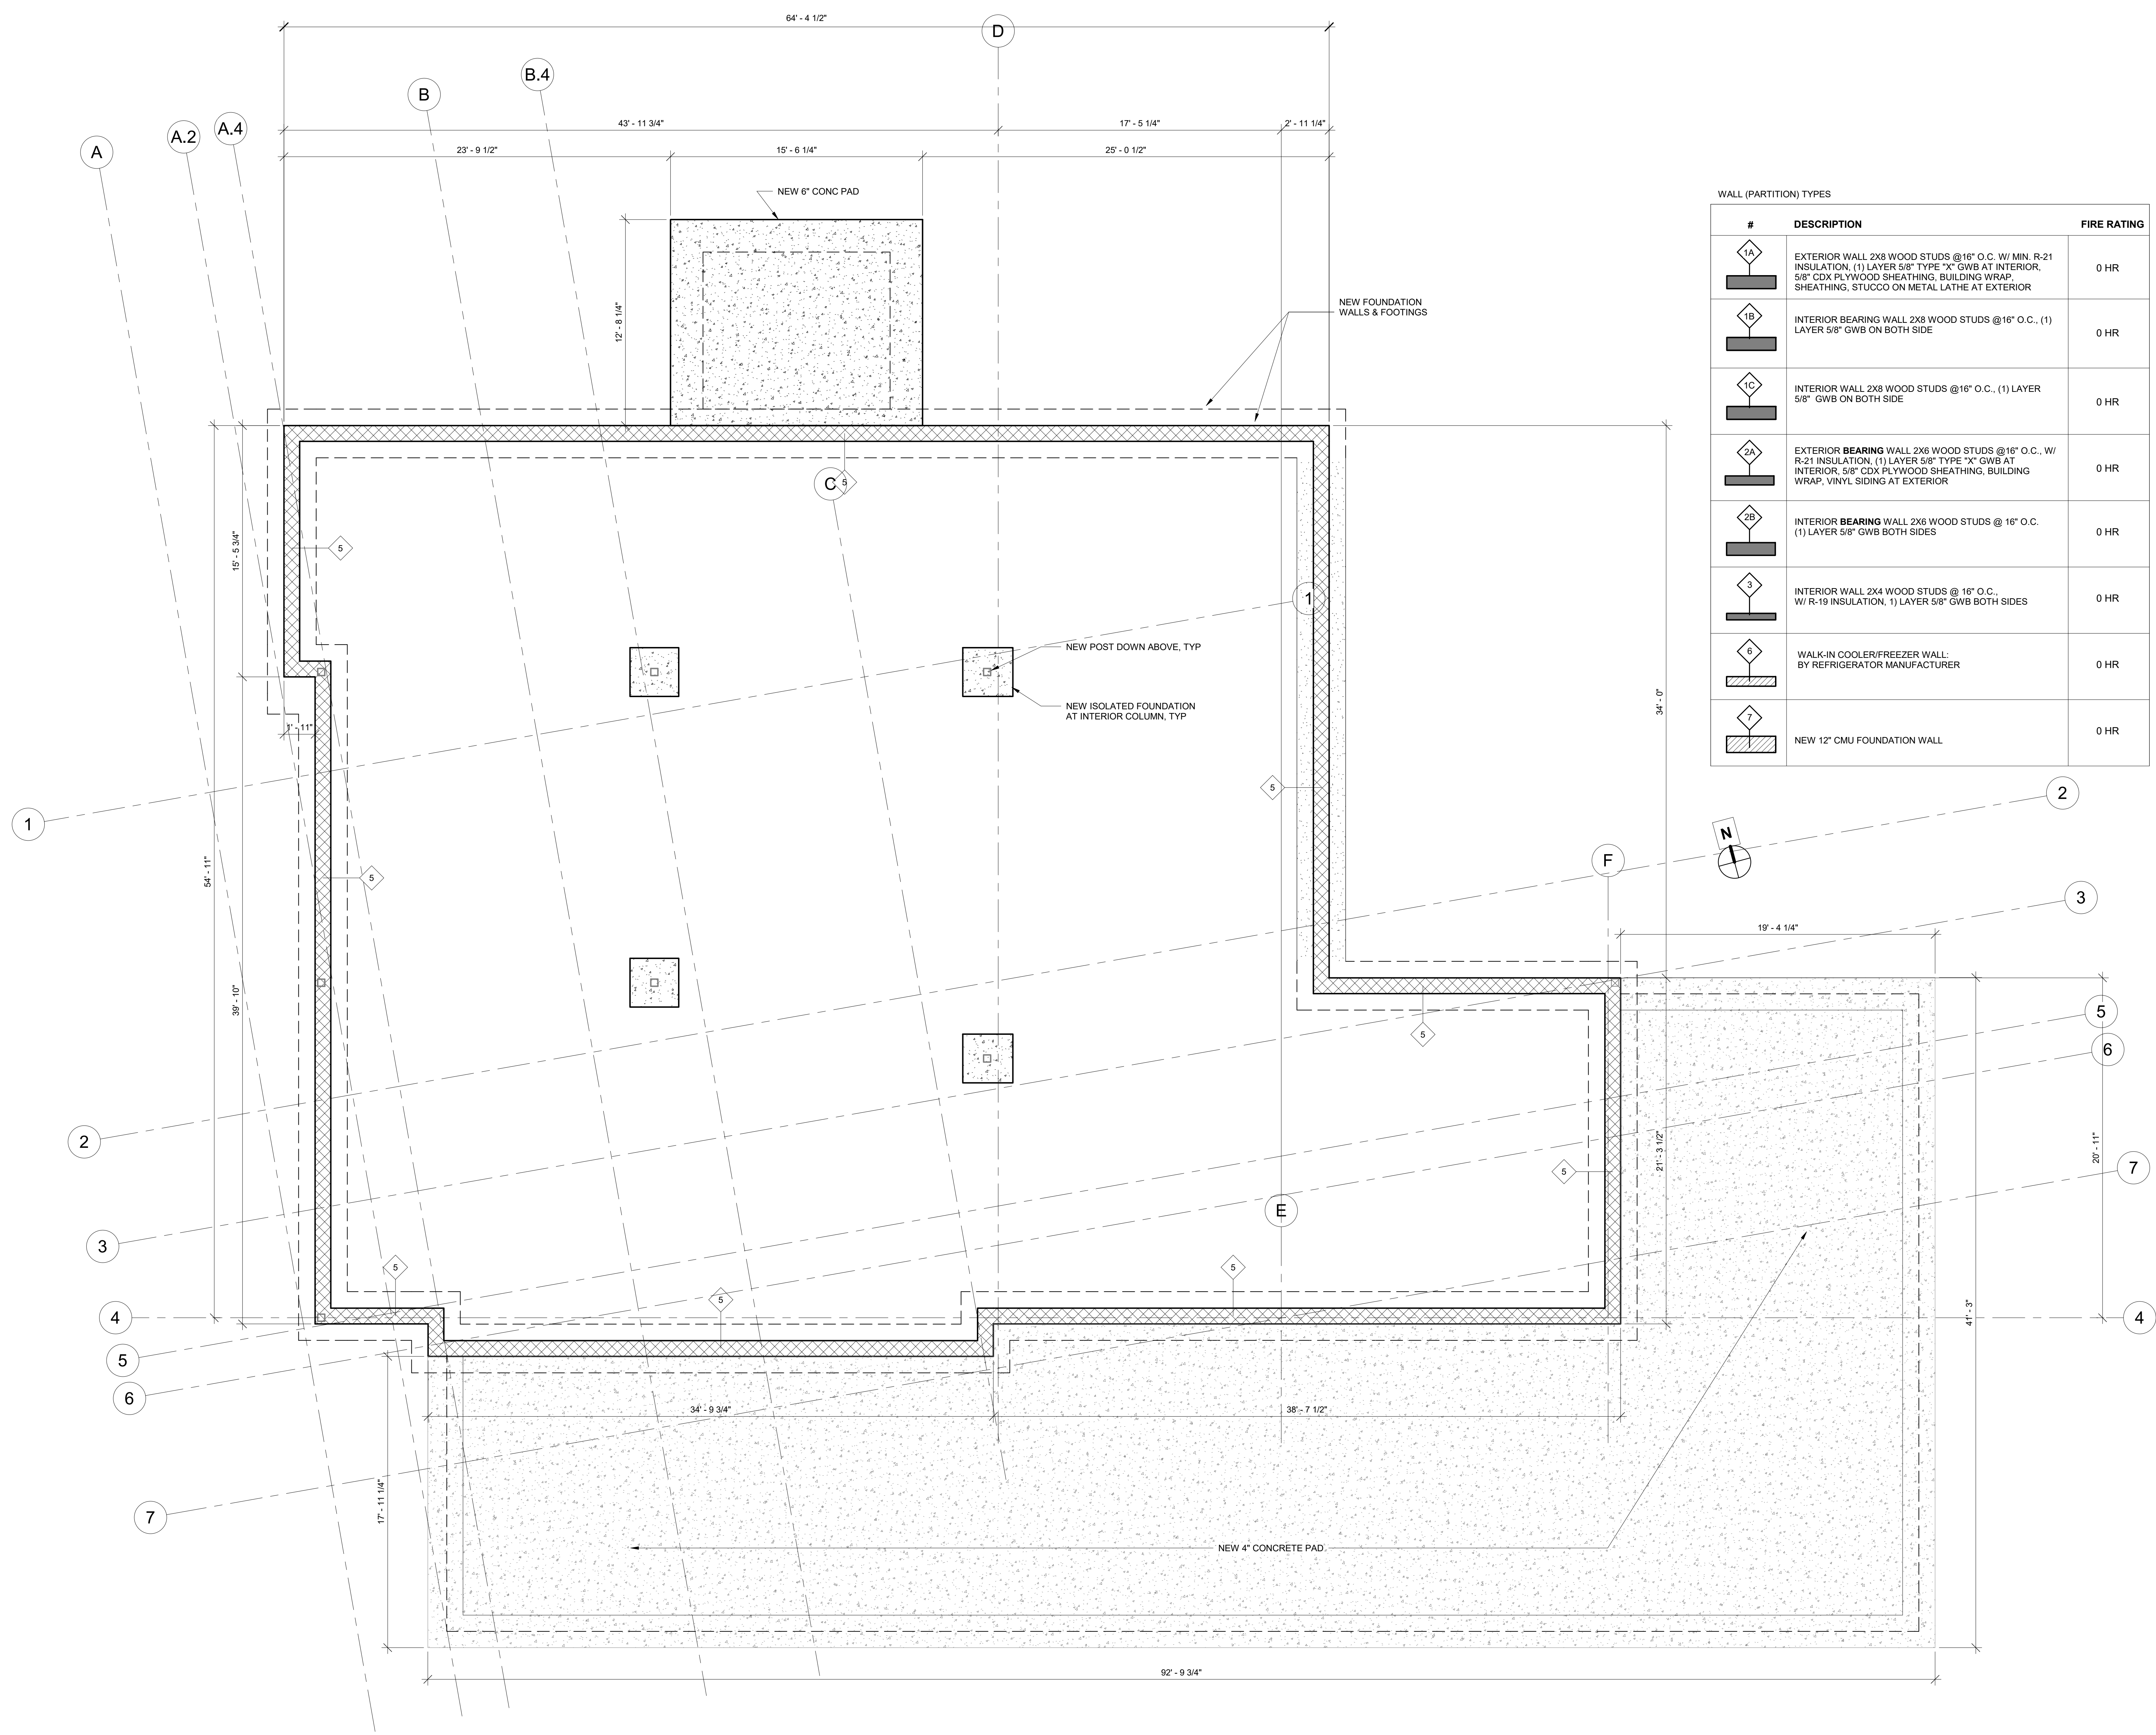 64' - 4 1/2"
D
B.4
B
A.4
A.2
A
43' - 11 3/4"
17' - 5 1/4"
2' - 11 1/4"
23' - 9 1/2"
15' - 6 1/4"
25' - 0 1/2"
NEW 6" CONC PAD
12' - 8 1/4"
NEW FOUNDATION
WALLS & FOOTINGS
WALL (PARTITION) TYPES
#
DESCRIPTION
FIRE RATING
1A
EXTERIOR WALL 2X8 WOOD STUDS @16" O.C. W/ MIN. R-21
INSULATION, (1) LAYER 5/8" TYPE "X" GWB AT INTERIOR,
5/8" CDX PLYWOOD SHEATHING, BUILDING WRAP,
SHEATHING, STUCCO ON METAL LATHE AT EXTERIOR
0 HR
1B
INTERIOR BEARING WALL 2X8 WOOD STUDS @16" O.C., (1)
LAYER 5/8" GWB ON BOTH SIDE
0 HR
1C
INTERIOR WALL 2X8 WOOD STUDS @16" O.C., (1) LAYER
5/8" GWB ON BOTH SIDE
0 HR
2A
EXTERIOR BEARING WALL 2X6 WOOD STUDS @16" O.C., W/
R-21 INSULATION, (1) LAYER 5/8" TYPE "X" GWB AT
INTERIOR, 5/8" CDX PLYWOOD SHEATHING, BUILDING
WRAP, VINYL SIDING AT EXTERIOR
0 HR
2B
INTERIOR BEARING WALL 2X6 WOOD STUDS @ 16" O.C.
(1) LAYER 5/8" GWB BOTH SIDES
0 HR
3
INTERIOR WALL 2X4 WOOD STUDS @ 16" O.C.,
W/ R-19 INSULATION, 1) LAYER 5/8" GWB BOTH SIDES
0 HR
6
WALK-IN COOLER/FREEZER WALL:
BY REFRIGERATOR MANUFACTURER
0 HR
7
NEW 12" CMU FOUNDATION WALL
0 HR
C
5
15' - 5 3/4"
5
1
NEW POST DOWN ABOVE, TYP
NEW ISOLATED FOUNDATION
AT INTERIOR COLUMN, TYP
34' - 0"
1' - 11"
5
2
1
N
F
54' - 11"
5
3
19' - 4 1/4"
39' - 10"
5
5
6
2
21' - 3 1/2"
20' - 11"
5
7
E
3
5
5
5
4
41' - 3"
4
5
6
34' - 9 3/4"
38' - 7 1/2"
17' - 11 1/4"
7
NEW 4" CONCRETE PAD
92' - 9 3/4"